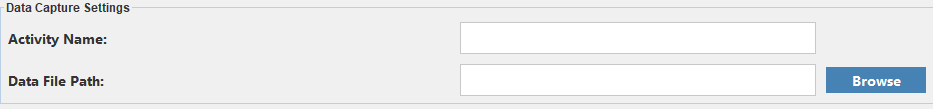 Data Capture Settings
Activity Name:
Data File Path:
Browse